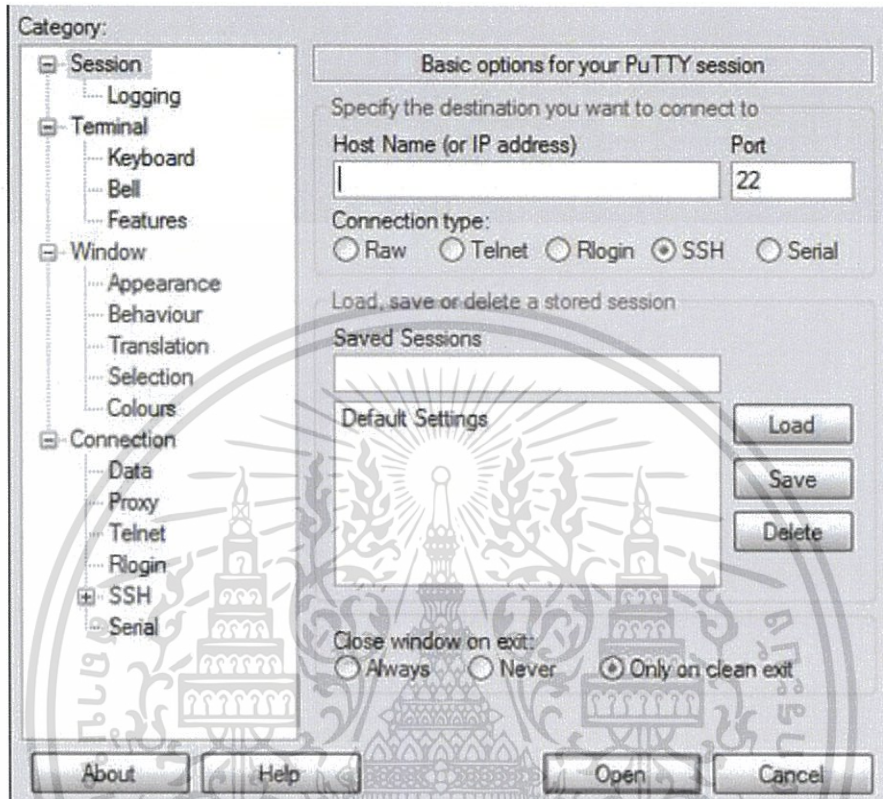 Category:
Session
Logging
Terminal
Keyboard
Bell
Features
Window
Appearance
Behaviour
Translation
Selection
Colours
Connection
Data
Proxy
Telnet
Rlogin
SSH
Serial
Basic options for your PuTTY session
Specify the destination you want to connect to
Host Name (or IP address) Port
22
Connection type:
Raw Telnet Rlogin SSH Serial
Load, save or delete a stored session
Saved Sessions
Default Settings
Load
Save
Delete
Close window on exit:
Always Never Only on clean exit
About Help Open Cancel